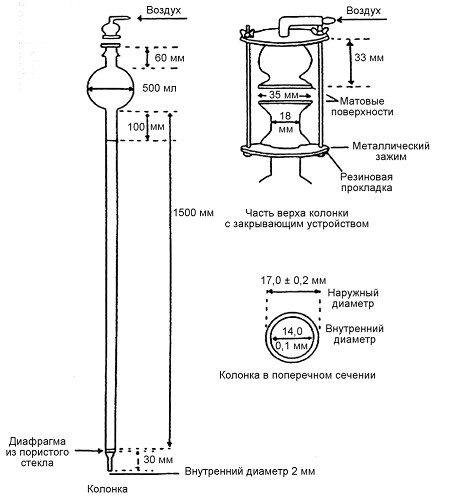 Воздух
60 мм
500 мл
100 мм
1500 мм
Диафрагма
из пористого
стекла
30 мм
Внутренний диаметр 2 мм
Колонка
Воздух
33 мм
35 мм
18
мм
Матовые
поверхности
Металлический
зажим
Резиновая
прокладка
Часть верха колонки
с закрывающим устройством
17,0 ± 0,2 мм
Наружный
диаметр
14,0
0,1 мм
Внутренний
диаметр
Колонка в поперечном сечении